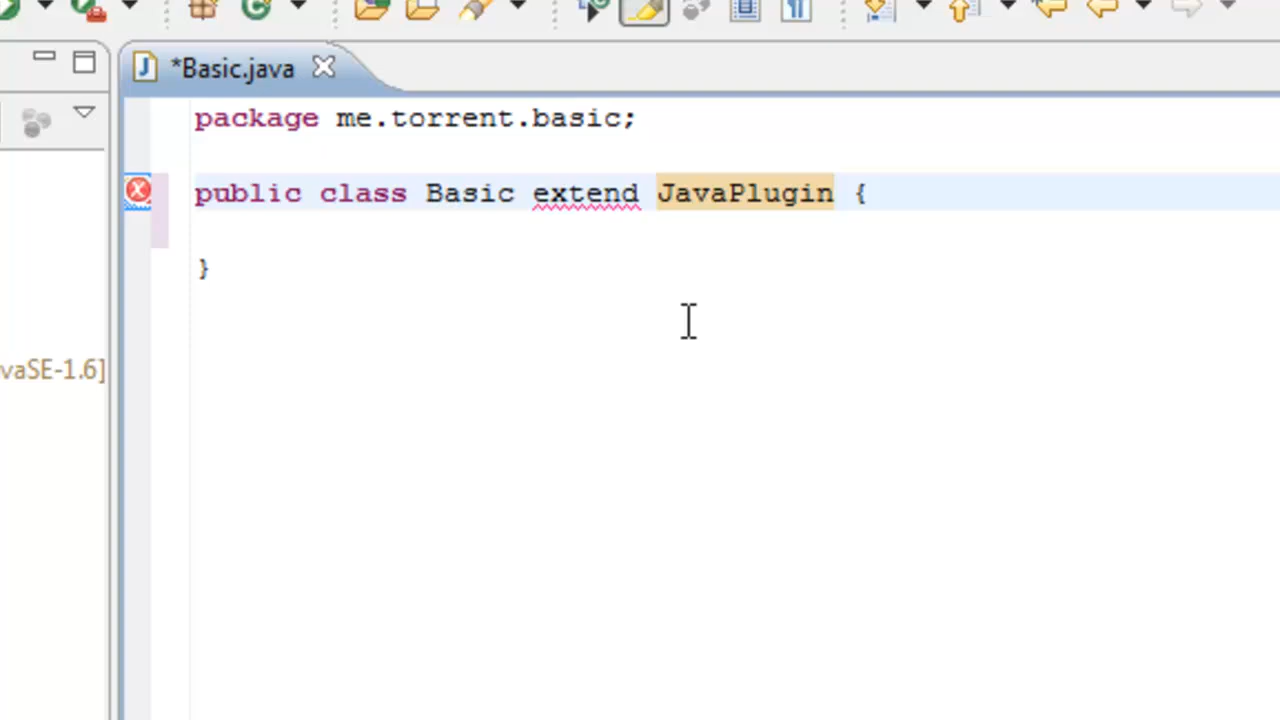 *Basic.java
package me.torrent.basic;
public class Basic extend JavaPlugin {
}
vaSE-1.6]